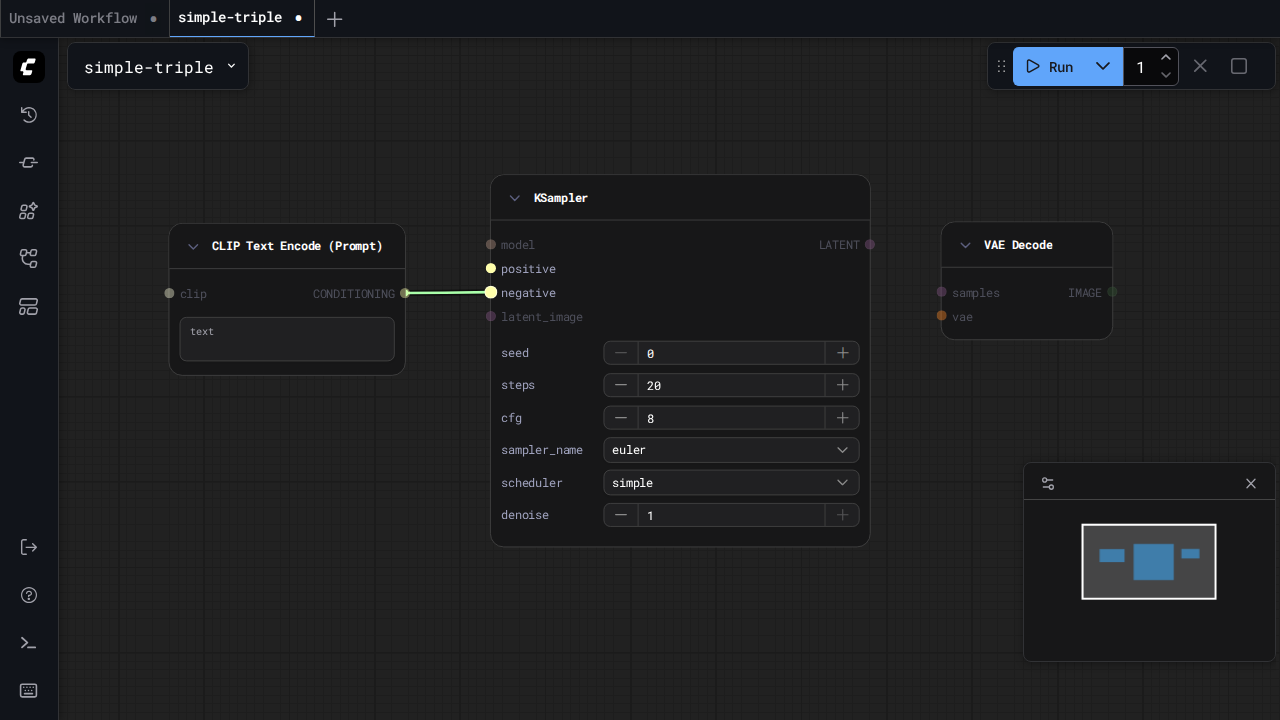 Unsaved Workflow
simple-triple
simple-triple
Run
1
CLIP Text Encode (Prompt)
clip
CONDITIONING
text
KSampler
model
LATENT
positive
negative
latent_image
seed
0
steps
20
cfg
8
sampler_name
euler
scheduler
simple
denoise
1
VAE Decode
samples
IMAGE
vae